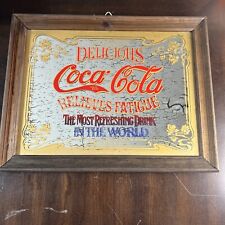 DELICIOUS
Coca-Cola
RELIEVES FATIGUE
THE MOST REFRESHING DRINK
IN THE WORLD